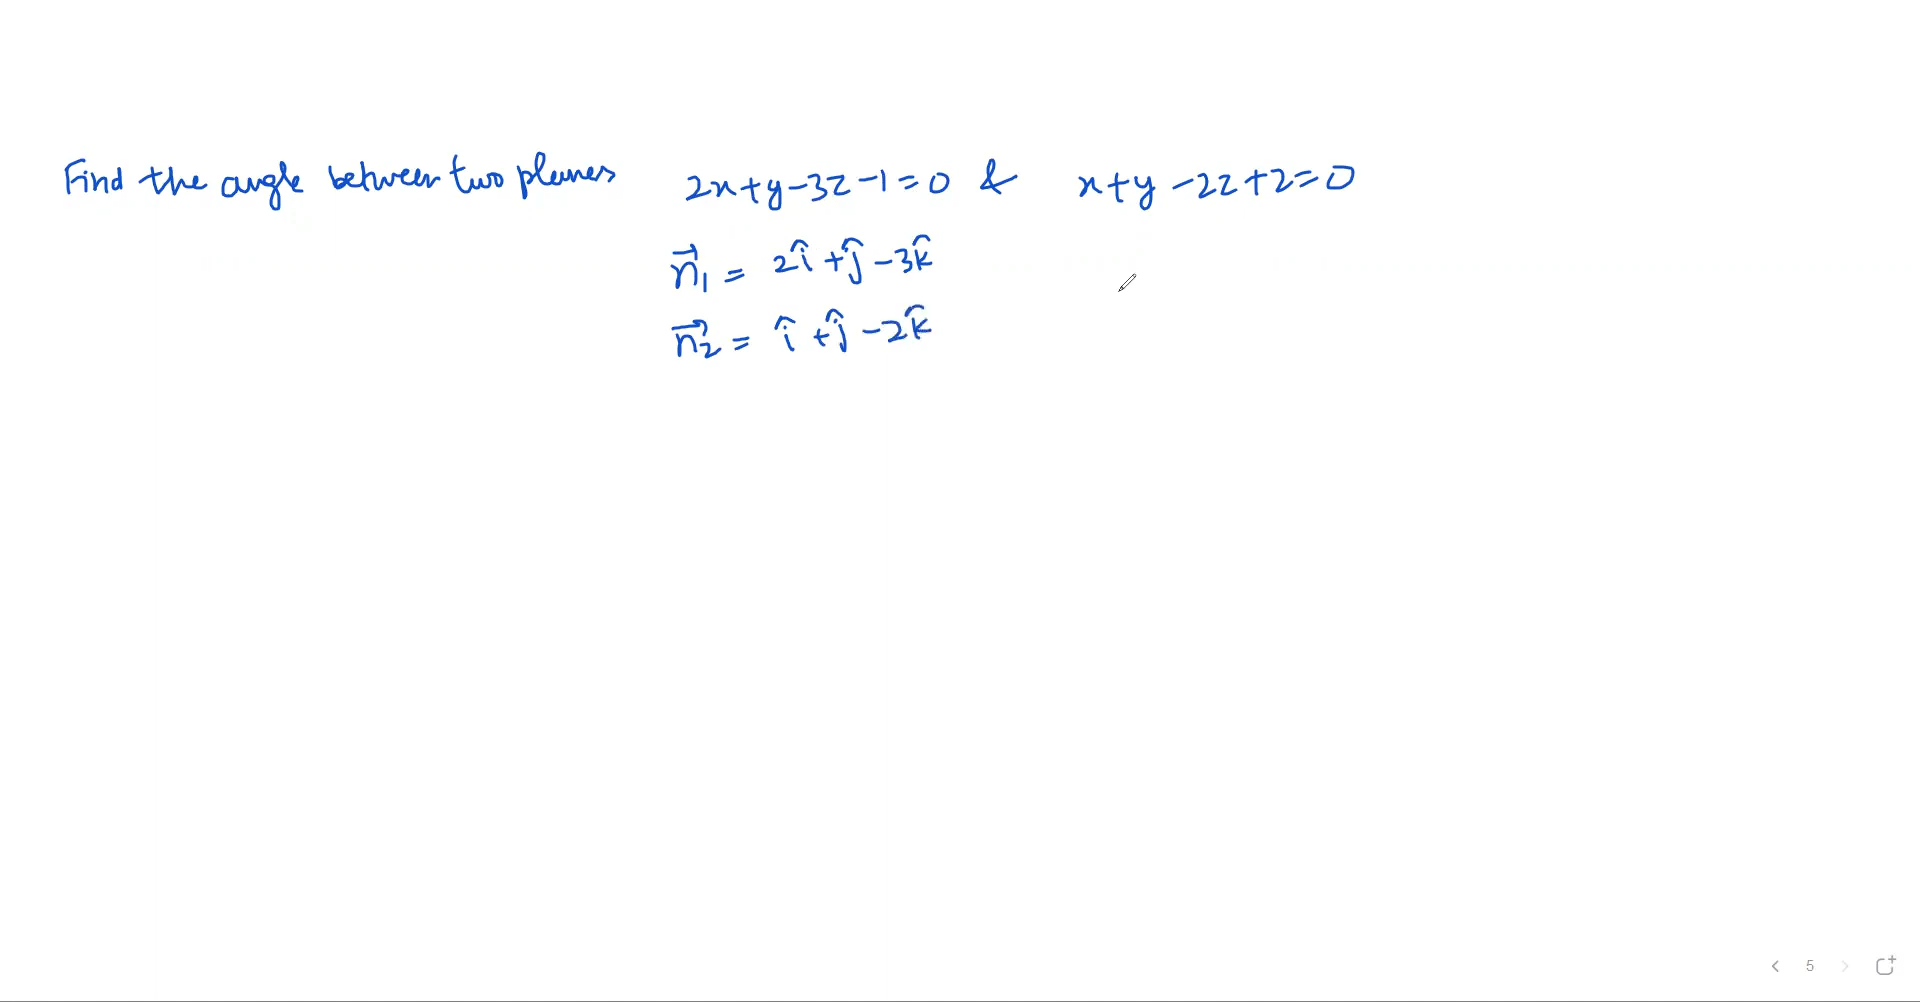 Find the angle between two planes 2x+y-3z-1=0 & x+y-2z+2=0
n⃗₁ = 2î+ĵ-3k̂
n⃗₂ = î+ĵ-2k̂
5